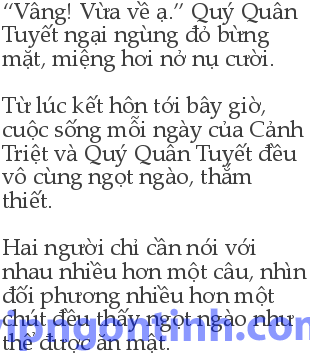 “Vâng! Vừa về ạ.” Quý Quân
Tuyết ngại ngùng đỏ bừng
mặt, miệng hơi nở nụ cười.
Từ lúc kết hôn tới bây giờ,
cuộc sống mỗi ngày của Cảnh
Triệt và Quý Quân Tuyết đều
vô cùng ngọt ngào, thắm
thiết.
Hai người chỉ cần nói với
nhau nhiều hơn một câu, nhìn
đối phương nhiều hơn một
chút đều thấy ngọt ngào như
thể được ăn mật.
vipngontinh.com